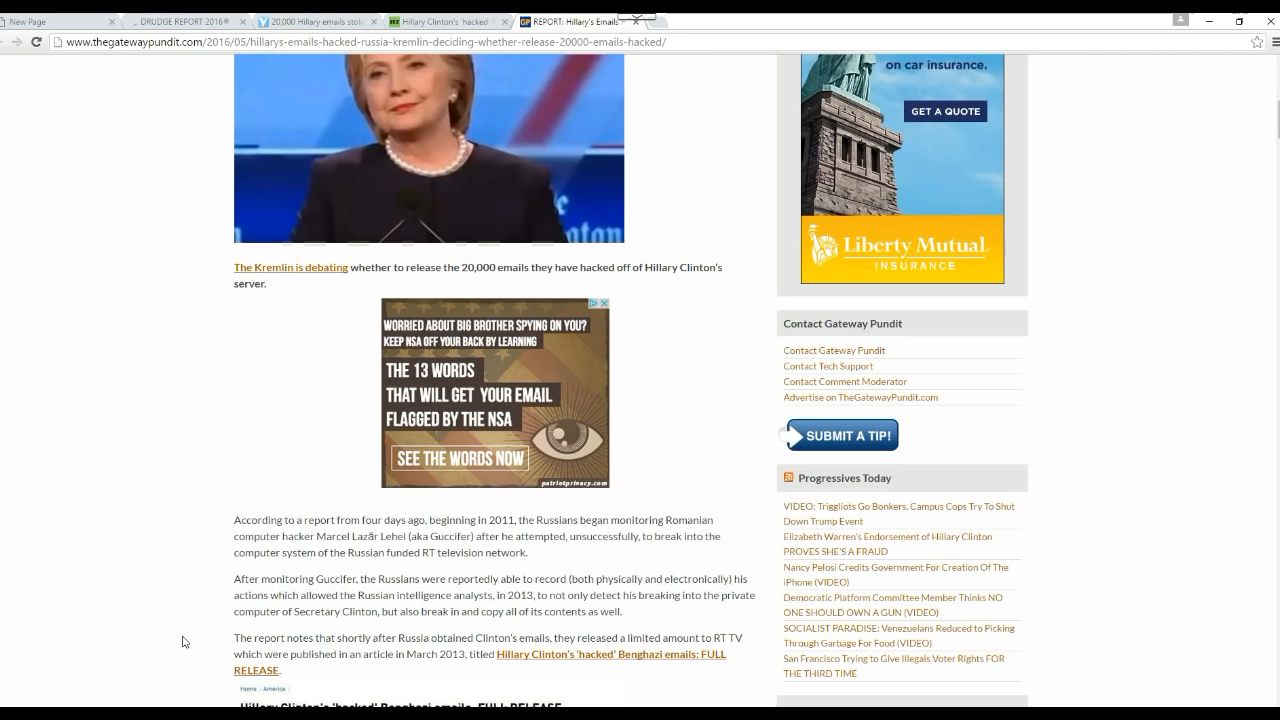 New Page
DRUDGE REPORT 2016®
20,000 Hillary emails stol
Hillary Clinton's 'hacked'
REPORT: Hillary's Emails
www.thegatewaypundit.com/2016/05/hillarys-emails-hacked-russia-kremlin-deciding-whether-release-20000-emails-hacked/
The Kremlin is debating whether to release the 20,000 emails they have hacked off of Hillary Clinton's
server.
WORRIED ABOUT BIG BROTHER SPYING ON YOU?
KEEP NSA OFF YOUR BACK BY LEARNING
THE 13 WORDS
THAT WILL GET YOUR EMAIL
FLAGGED BY THE NSA
SEE THE WORDS NOW
patriotprivacy.com
According to a report from four days ago, beginning in 2011, the Russians began monitoring Romanian
computer hacker Marcel Lazăr Lehel (aka Guccifer) after he attempted, unsuccessfully, to break into the
computer system of the Russian funded RT television network.
After monitoring Guccifer, the Russians were reportedly able to record (both physically and electronically) his
actions which allowed the Russian intelligence analysts, in 2013, to not only detect his breaking into the private
computer of Secretary Clinton, but also break in and copy all of its contents as well.
The report notes that shortly after Russia obtained Clinton's emails, they released a limited amount to RT TV
which were published in an article in March 2013, titled Hillary Clinton's 'hacked' Benghazi emails: FULL
RELEASE.
Home / America /
Hillary Clinton's 'hacked' Benghazi emails: FULL RELEASE
on car insurance.
GET A QUOTE
Liberty Mutual.
INSURANCE
Contact Gateway Pundit
Contact Gateway Pundit
Contact Tech Support
Contact Comment Moderator
Advertise on TheGatewayPundit.com
SUBMIT A TIP!
Progressives Today
VIDEO: Triggliots Go Bonkers, Campus Cops Try To Shut
Down Trump Event
Elizabeth Warren's Endorsement of Hillary Clinton
PROVES SHE'S A FRAUD
Nancy Pelosi Credits Government For Creation Of The
iPhone (VIDEO)
Democratic Platform Committee Member Thinks NO
ONE SHOULD OWN A GUN (VIDEO)
SOCIALIST PARADISE: Venezuelans Reduced to Picking
Through Garbage For Food (VIDEO)
San Francisco Trying to Give Illegals Voter Rights FOR
THE THIRD TIME